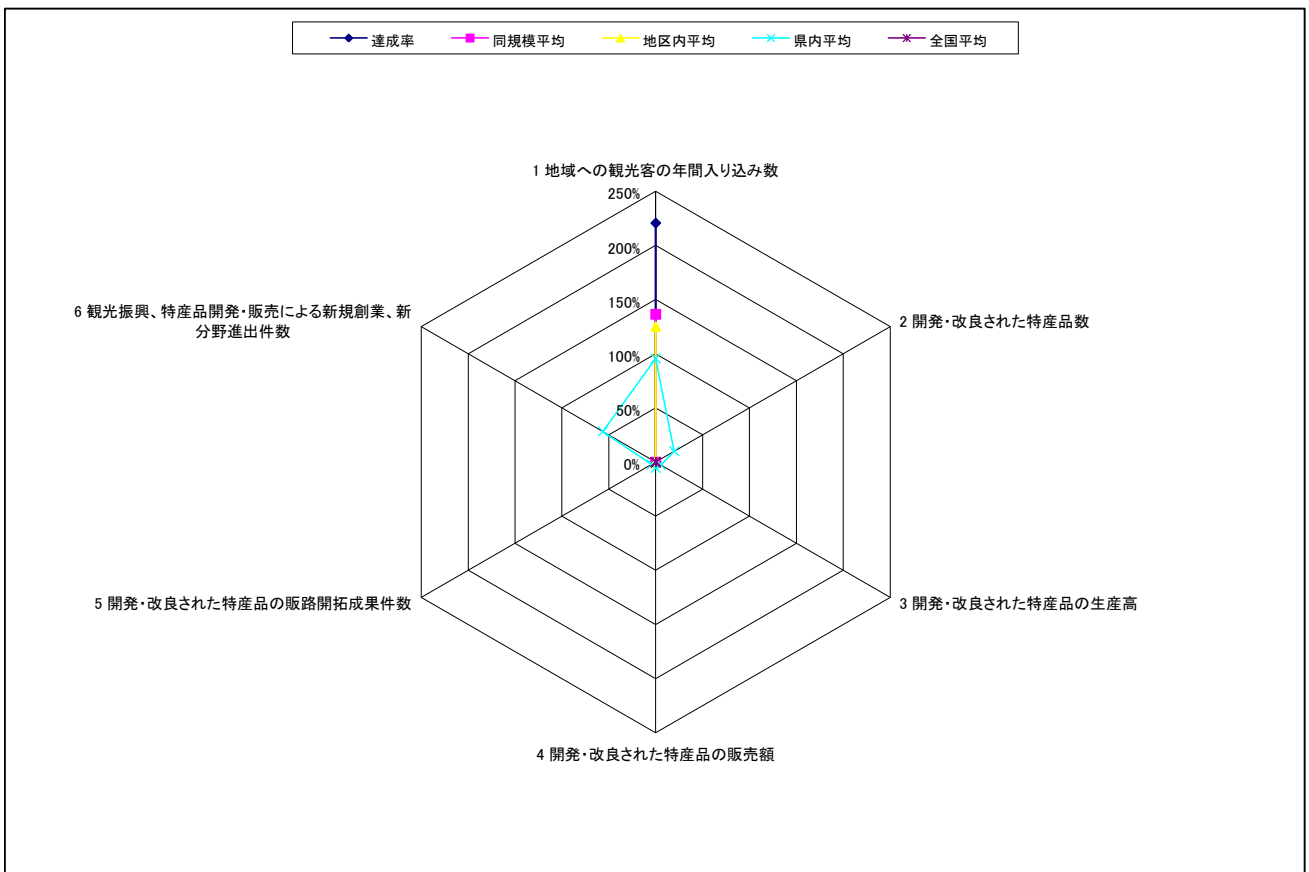 達成率 同規模平均 地区内平均 県内平均 全国平均
1 地域への観光客の年間入り込み数
250%
200%
150%
100%
50%
0%
2 開発・改良された特産品数
3 開発・改良された特産品の生産高
4 開発・改良された特産品の販売額
5 開発・改良された特産品の販路開拓成果件数
6 観光振興、特産品開発・販売による新規創業、新
分野進出件数